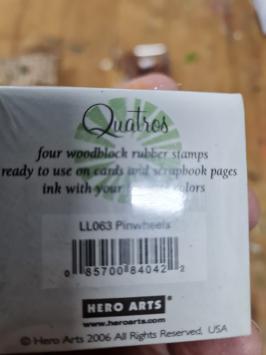 Quatros
four woodblock rubber stamps
ready to use on cards and scrapbook pages
ink with your colors
LL063 Pinwheels
0 85700 84042 2
HERO ARTS®
www.heroarts.com
© Hero Arts 2006 All Rights Reserved, USA